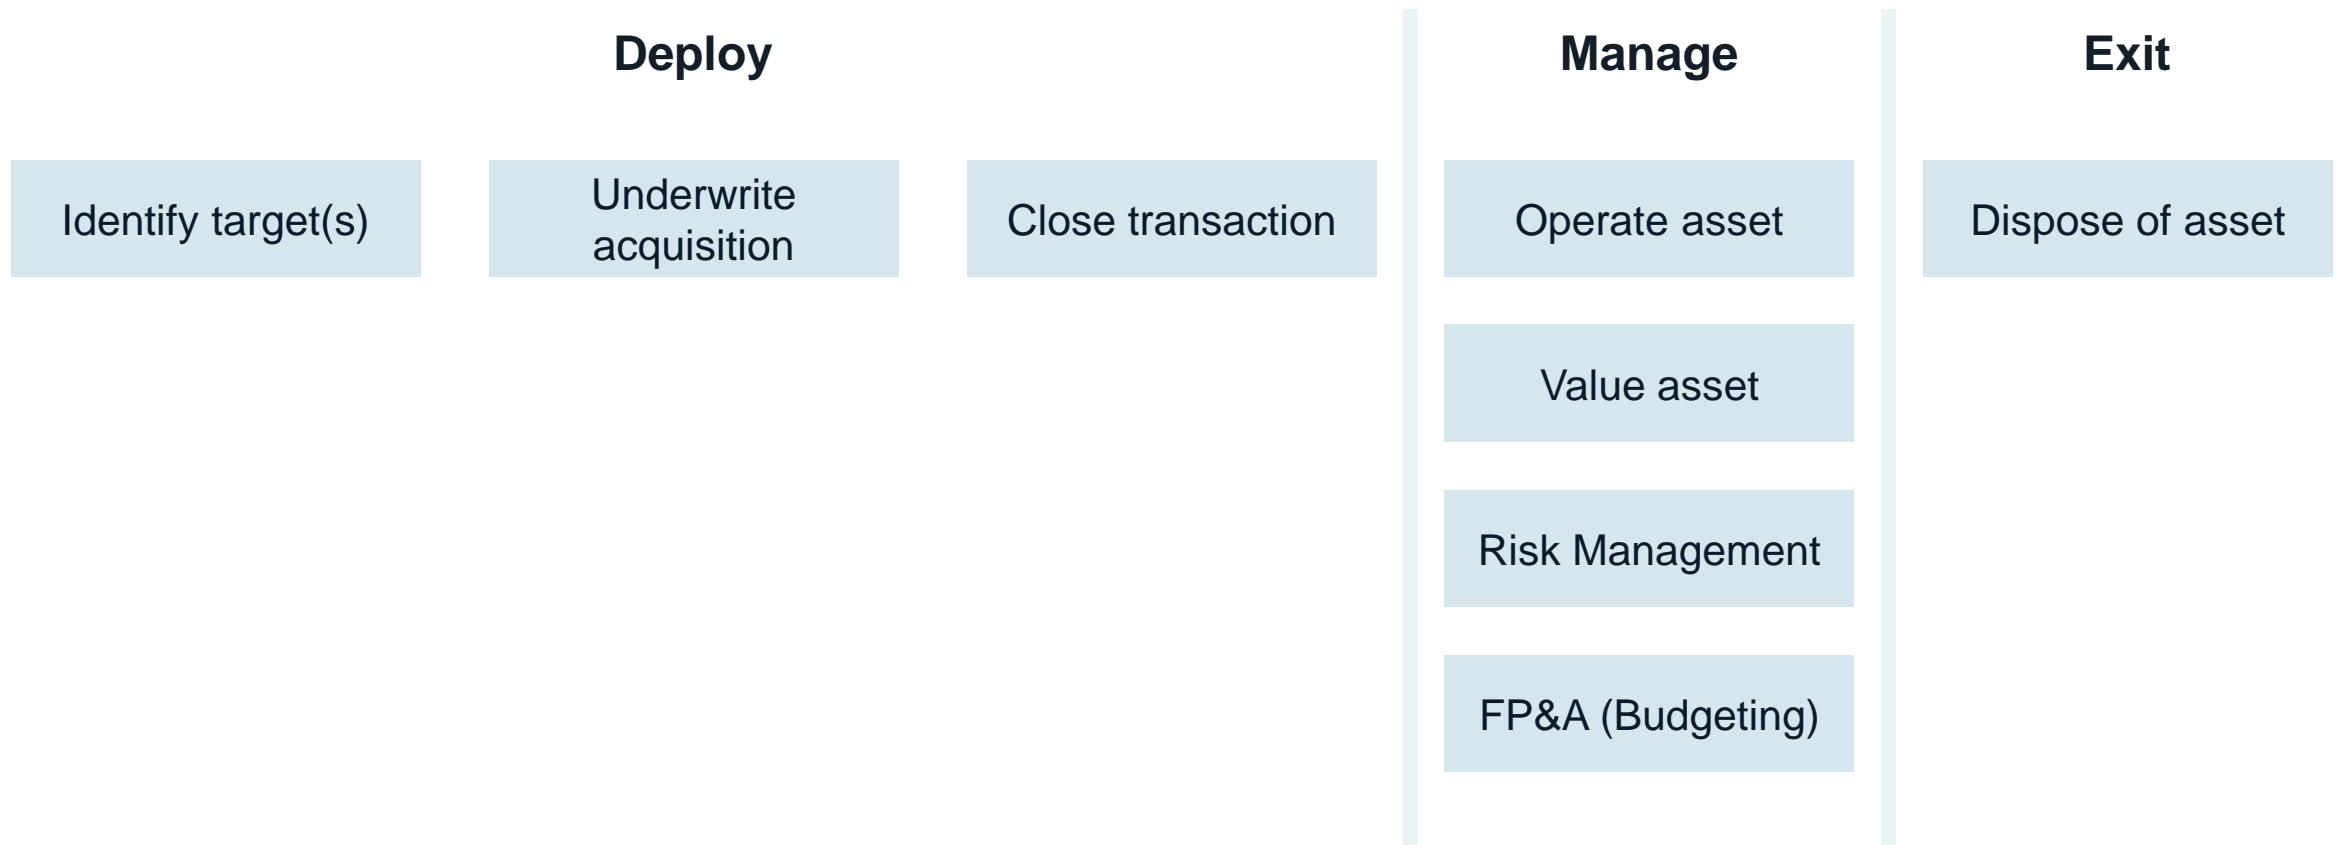 Deploy
Manage
Exit
Identify target(s)
Underwrite
acquisition
Close transaction
Operate asset
Dispose of asset
Value asset
Risk Management
FP&A (Budgeting)